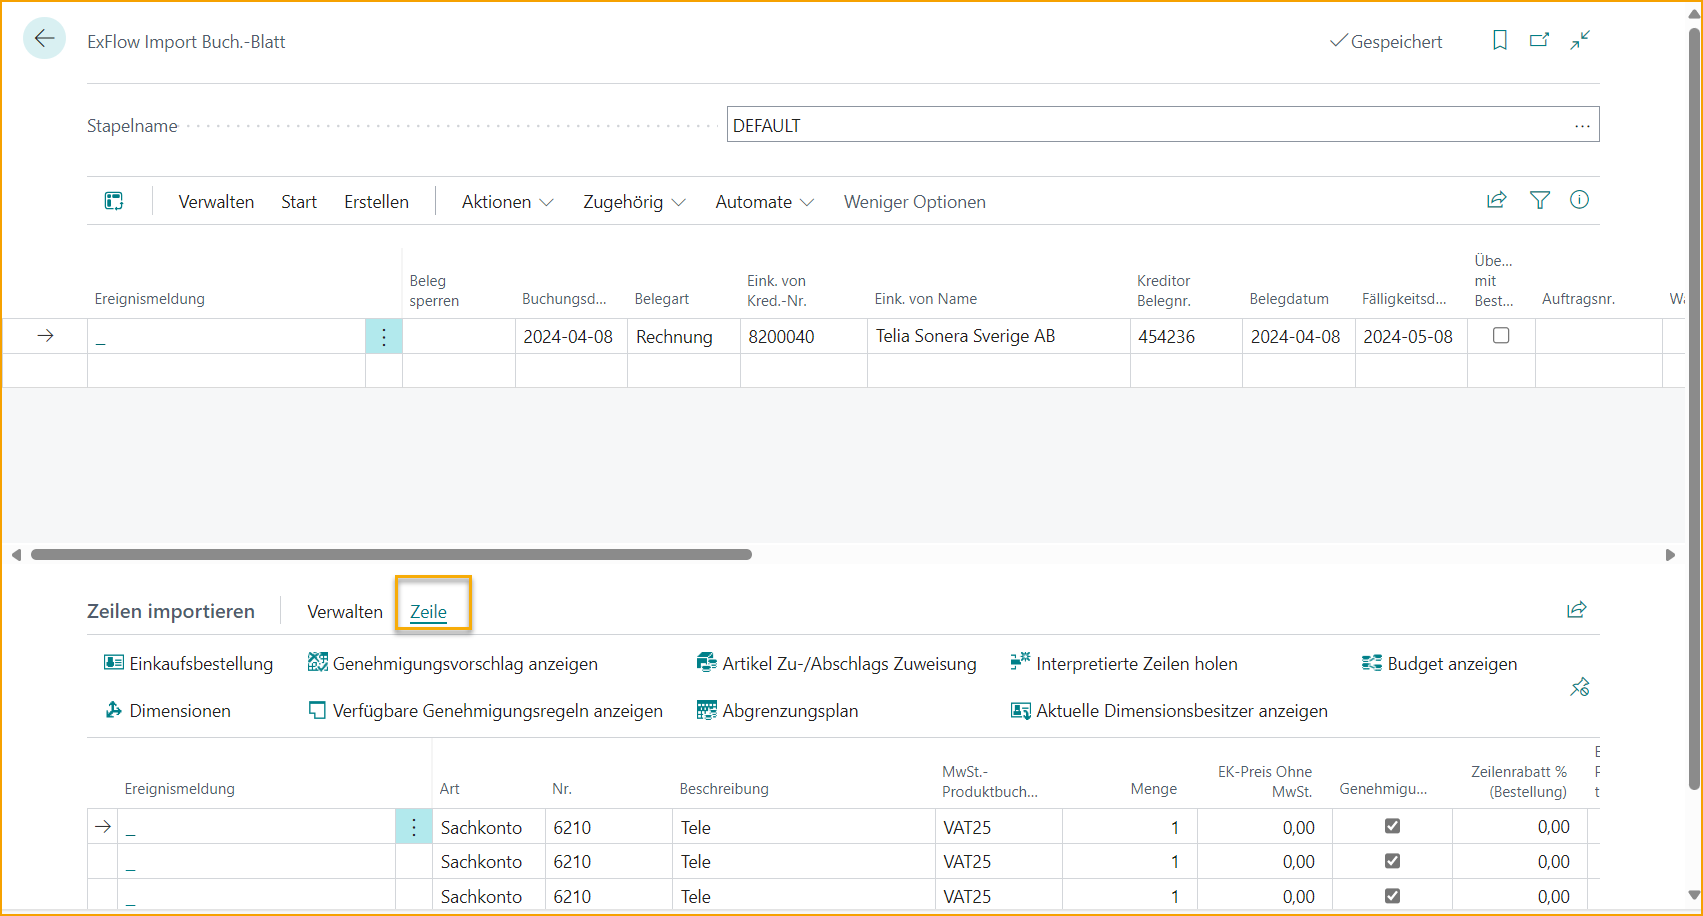 ExFlow Import Buch.-Blatt
Gespeichert
Stapelname
DEFAULT
Verwalten Start Erstellen Aktionen Zugehörig Automate Weniger Optionen
Ereignismeldung Beleg sperren Buchungsd... Belegart Eink. von Kred.-Nr. Eink. von Name Kreditor Belegnr. Belegdatum Fälligkeitsd... Übe... mit Best... Auftragsnr. Wa
_ 2024-04-08 Rechnung 8200040 Telia Sonera Sverige AB 454236 2024-04-08 2024-05-08
Zeilen importieren Verwalten Zeile
Einkaufsbestellung Genehmigungsvorschlag anzeigen Artikel Zu-/Abschlags Zuweisung Interpretierte Zeilen holen Budget anzeigen
Dimensionen Verfügbare Genehmigungsregeln anzeigen Abgrenzungsplan Aktuelle Dimensionsbesitzer anzeigen
Ereignismeldung Art Nr. Beschreibung MwSt.-Produktbuch... Menge EK-Preis Ohne MwSt. Genehmigu... Zeilenrabatt % (Bestellung)
_ Sachkonto 6210 Tele VAT25 1 0,00 0,00
_ Sachkonto 6210 Tele VAT25 1 0,00 0,00
_ Sachkonto 6210 Tele VAT25 1 0,00 0,00